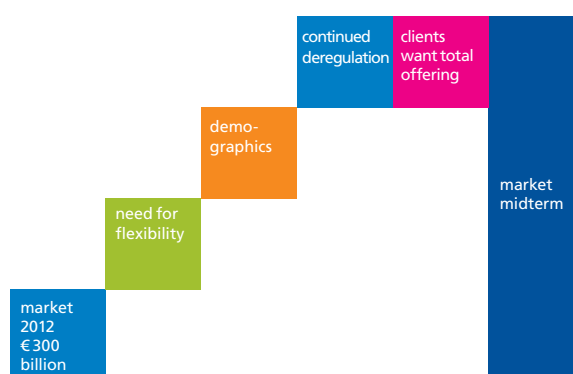 continued
deregulation
clients
want total
offering
demo-
graphics
market
midterm
need for
flexibility
market
2012
€ 300
billion